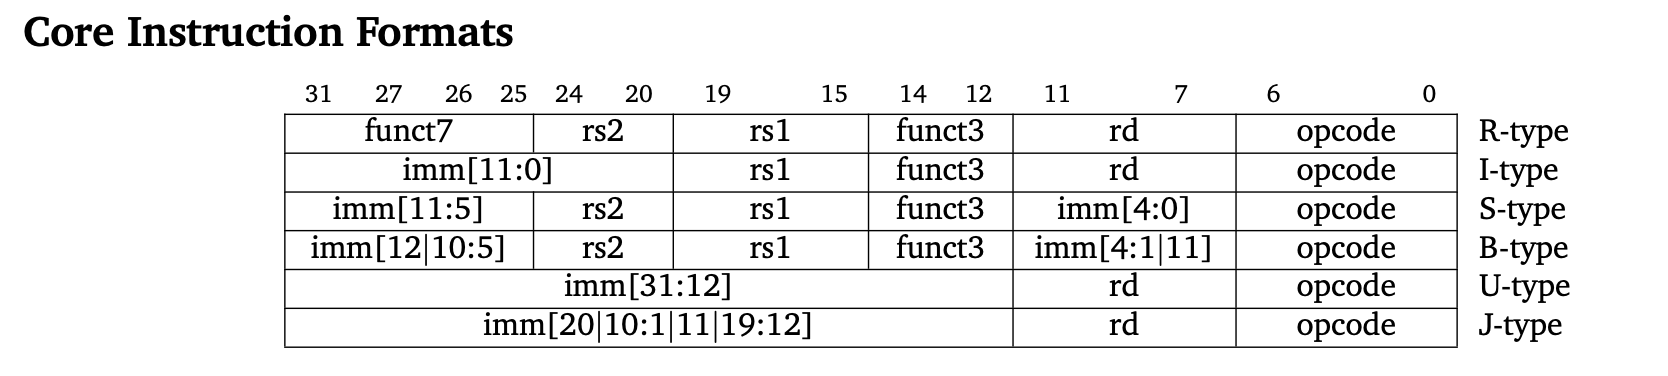 Core Instruction Formats
31 27 26 25 24 20 19 15 14 12 11 7 6 0
funct7 rs2 rs1 funct3 rd opcode R-type
imm[11:0] rs1 funct3 rd opcode I-type
imm[11:5] rs2 rs1 funct3 imm[4:0] opcode S-type
imm[12|10:5] rs2 rs1 funct3 imm[4:1|11] opcode B-type
imm[31:12] rd opcode U-type
imm[20|10:1|11|19:12] rd opcode J-type